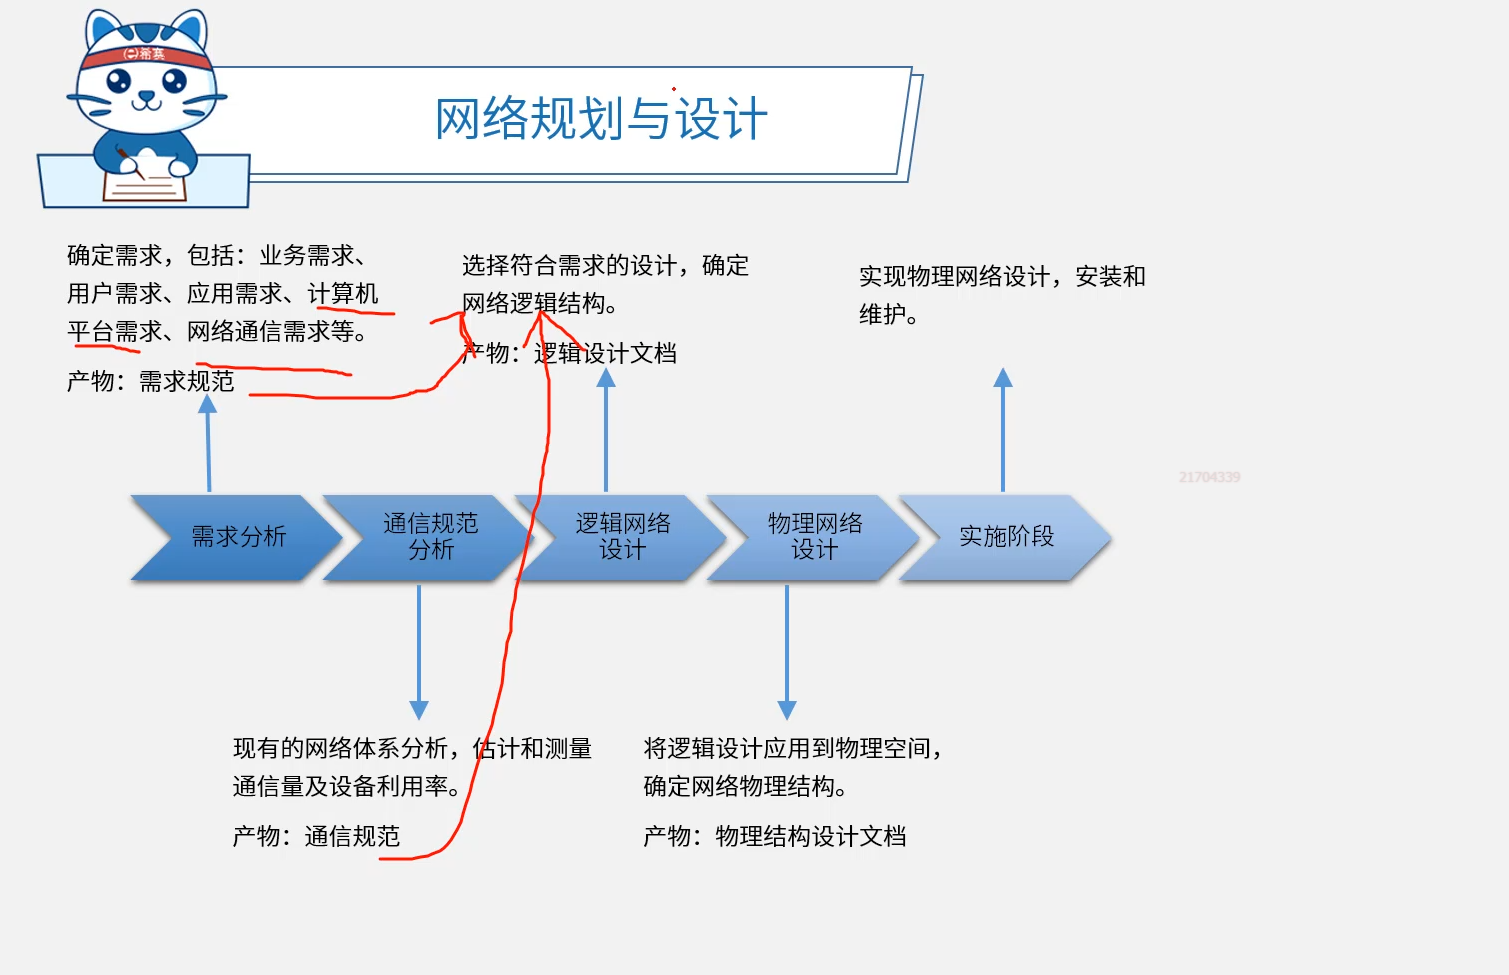 希赛
网络规划与设计
确定需求，包括：业务需求、
用户需求、应用需求、计算机
平台需求、网络通信需求等。
产物：需求规范
选择符合需求的设计，确定
网络逻辑结构。
产物：逻辑设计文档
实现物理网络设计，安装和
维护。
21704339
需求分析
通信规范
分析
逻辑网络
设计
物理网络
设计
实施阶段
现有的网络体系分析，估计和测量
通信量及设备利用率。
产物：通信规范
将逻辑设计应用到物理空间，
确定网络物理结构。
产物：物理结构设计文档